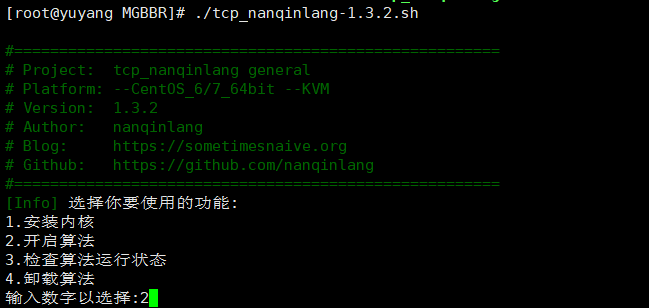 [root@yuyang MGBBR]# ./tcp_nanqinlang-1.3.2.sh
#=====================================================
# Project:  tcp_nanqinlang general
# Platform: --CentOS_6/7_64bit --KVM
# Version:  1.3.2
# Author:   nanqinlang
# Blog:     https://sometimesnaive.org
# Github:   https://github.com/nanqinlang
#=====================================================
[Info] 选择你要使用的功能:
1.安装内核
2.开启算法
3.检查算法运行状态
4.卸载算法
输入数字以选择:2